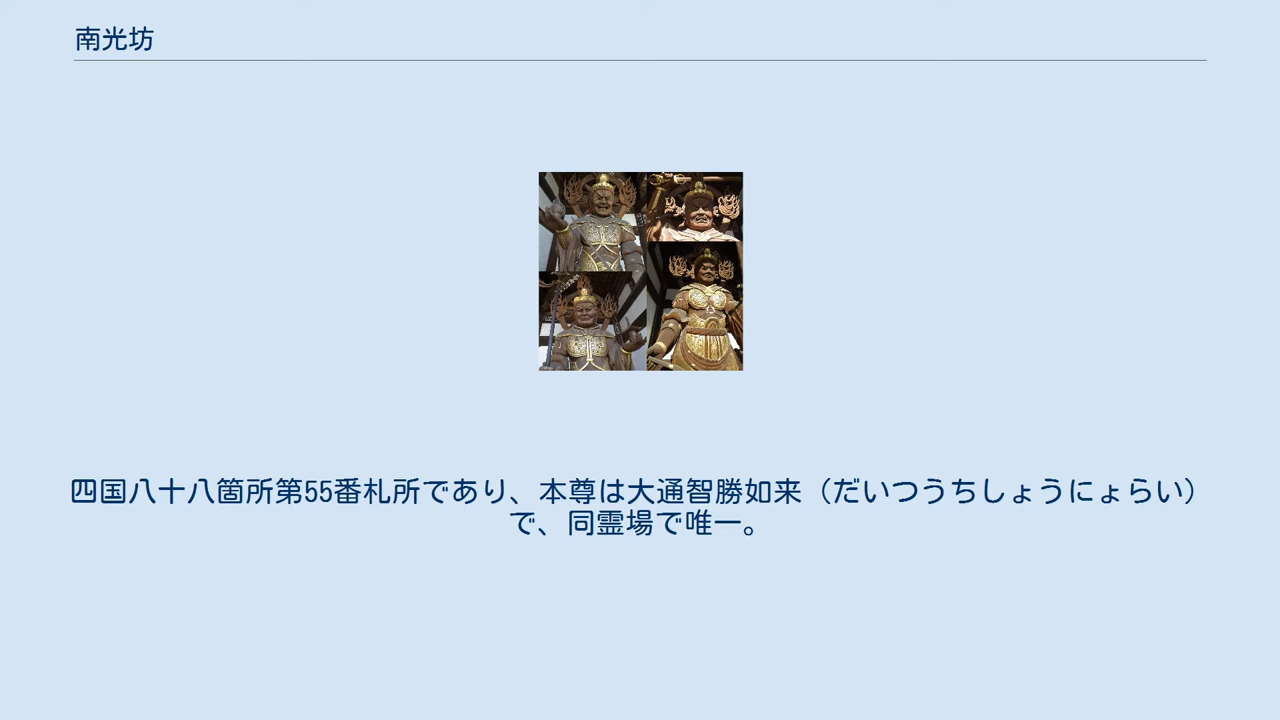 南光坊
四国八十八箇所第55番札所であり、本尊は大通智勝如来（だいつうちしょうにょらい）
で、同霊場で唯一。